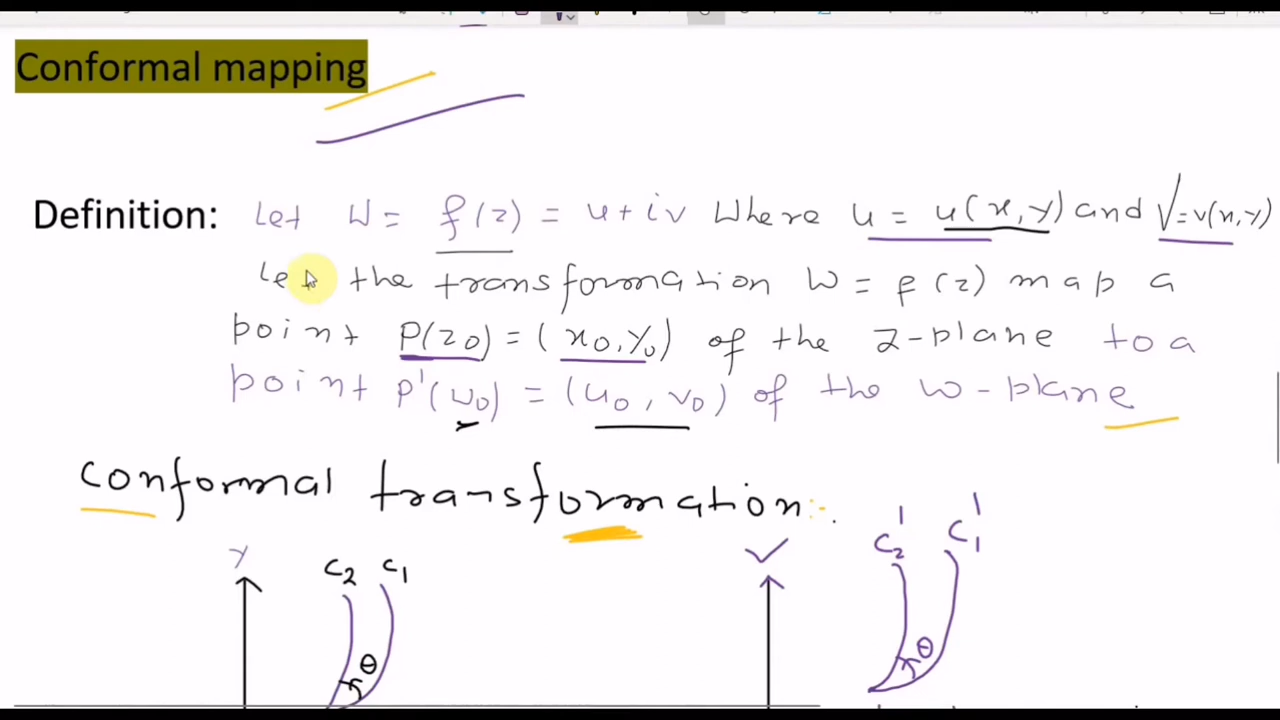 Conformal mapping
Definition: Let W = f(z) = u+iv Where u = u(x,y) and V=v(x,y)
Let the transformation W = f(z) map a
point P(z0) = (x0,y0) of the z-plane to a
point P'(w0) = (u0, v0) of the w-plane
Conformal transformation:-
Y C2 C1 V C2' C1'
θ θ